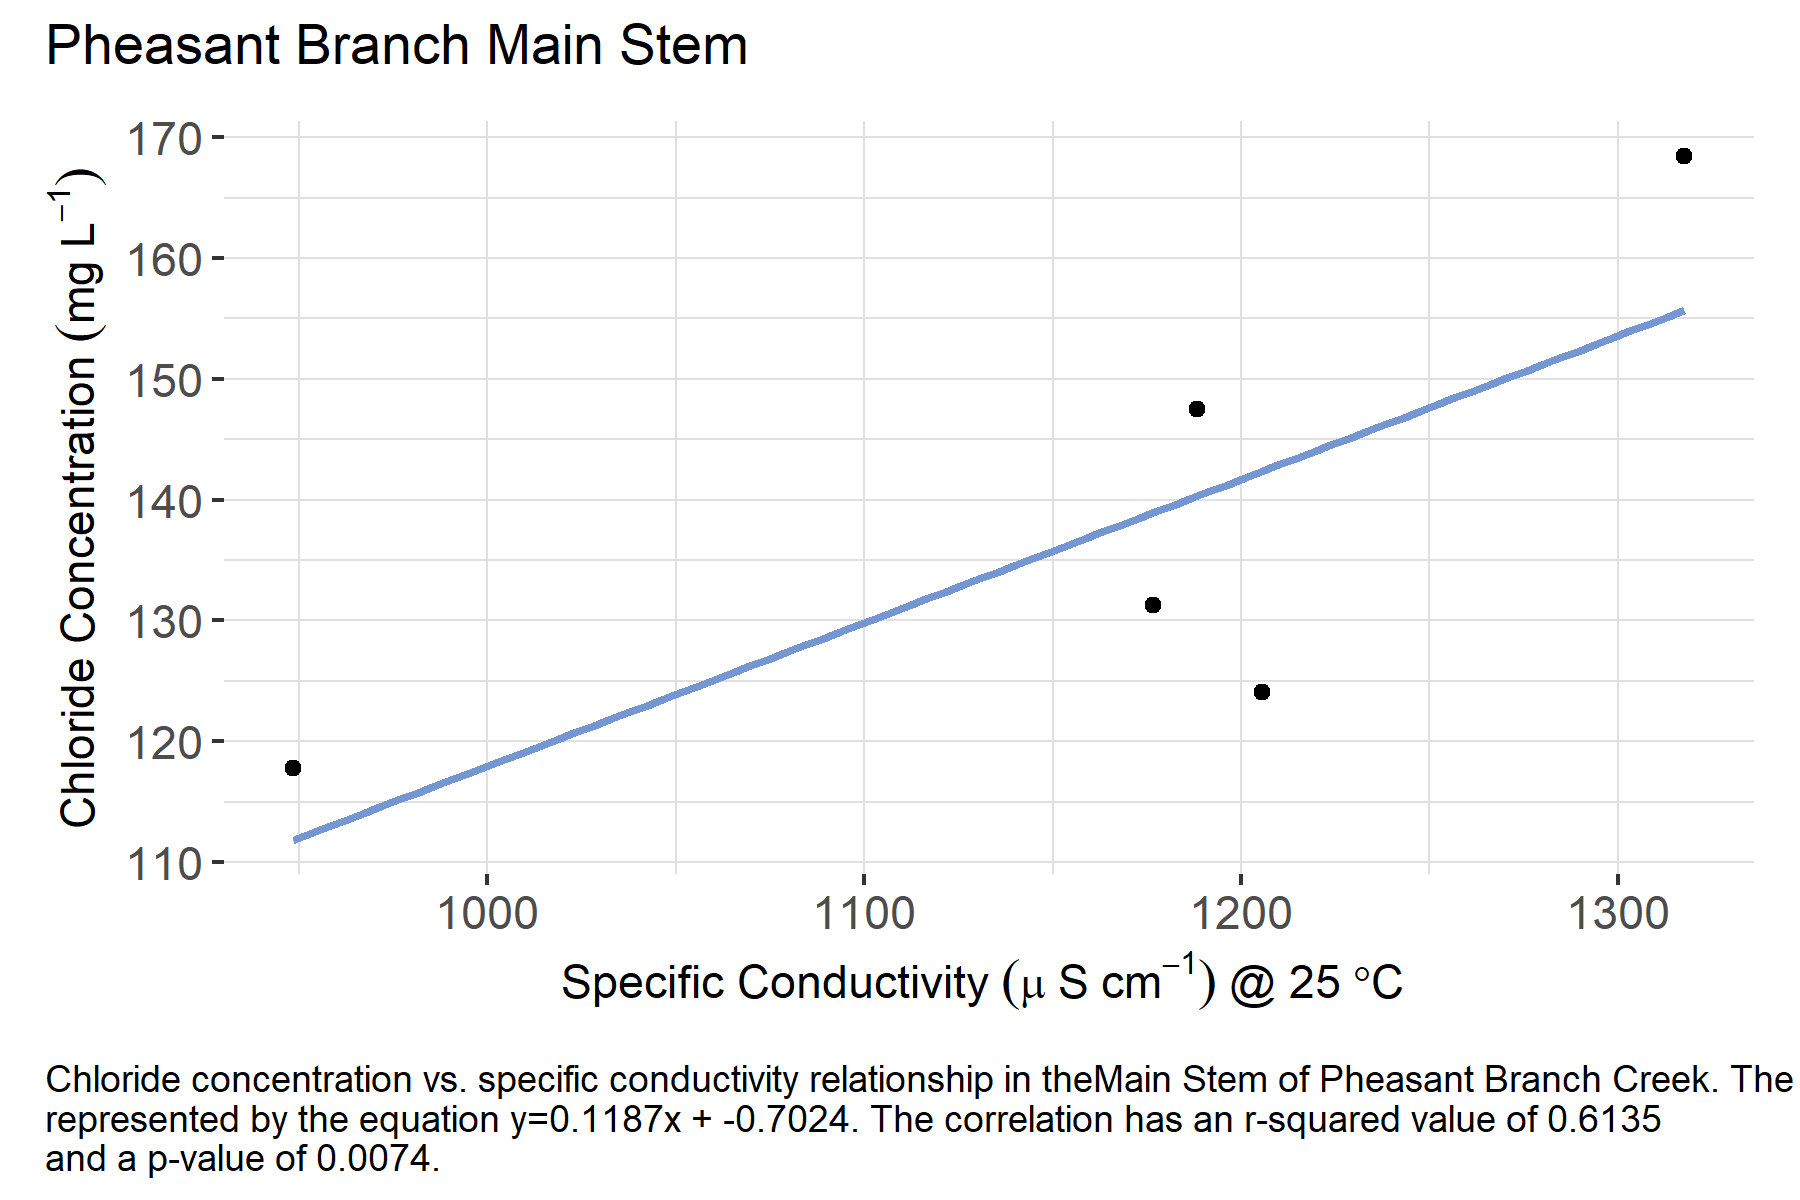 Pheasant Branch Main Stem
170
160
150
140
130
120
110
Chloride Concentration (mg L⁻¹)
1000 1100 1200 1300
Specific Conductivity (μ S cm⁻¹) @ 25 °C
Chloride concentration vs. specific conductivity relationship in theMain Stem of Pheasant Branch Creek. The
represented by the equation y=0.1187x + -0.7024. The correlation has an r-squared value of 0.6135
and a p-value of 0.0074.